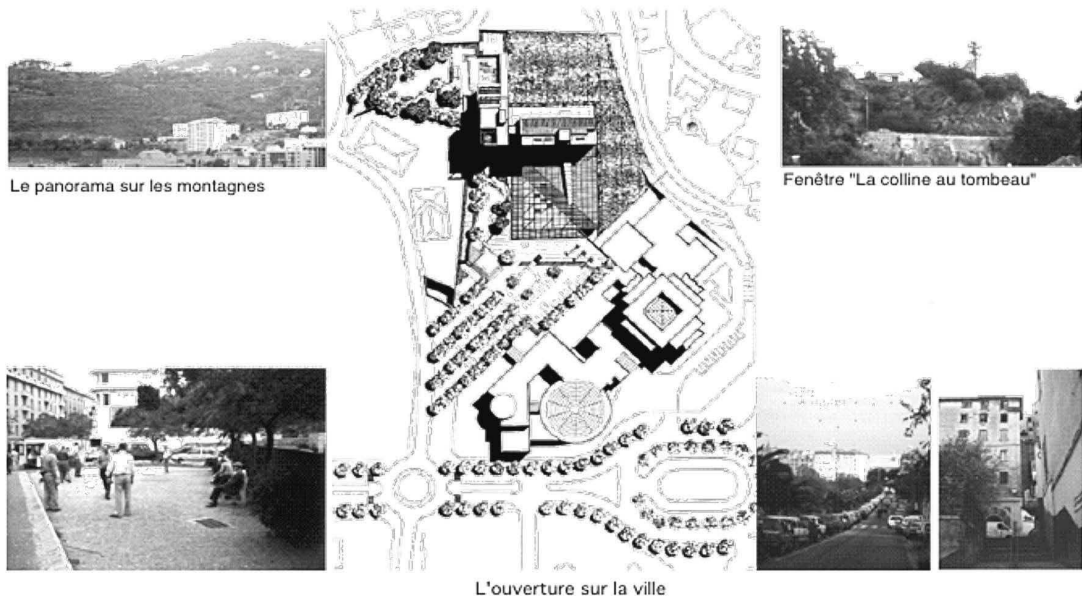 Le panorama sur les montagnes
Fenêtre "La colline au tombeau"
L'ouverture sur la ville